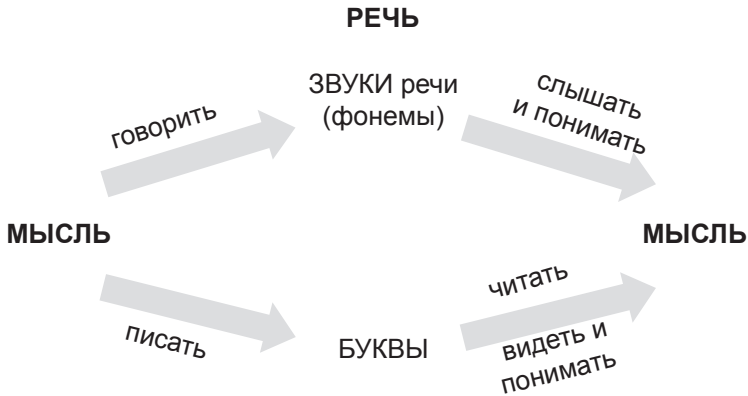 РЕЧЬ
ЗВУКИ речи
(фонемы)
говорить
слышать
и понимать
МЫСЛЬ
МЫСЛЬ
писать
БУКВЫ
читать
видеть и
понимать